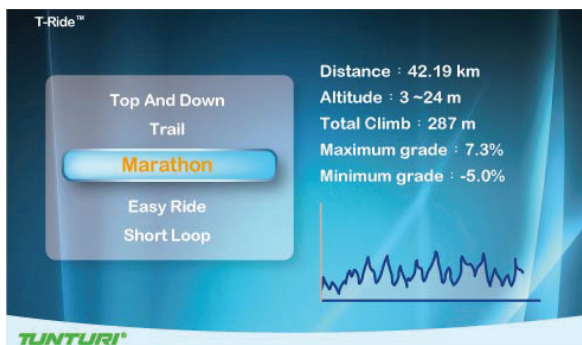 T-Ride™
Top And Down
Trail
Marathon
Easy Ride
Short Loop
Distance : 42.19 km
Altitude : 3 ~24 m
Total Climb : 287 m
Maximum grade : 7.3%
Minimum grade : -5.0%
TUNTURI®